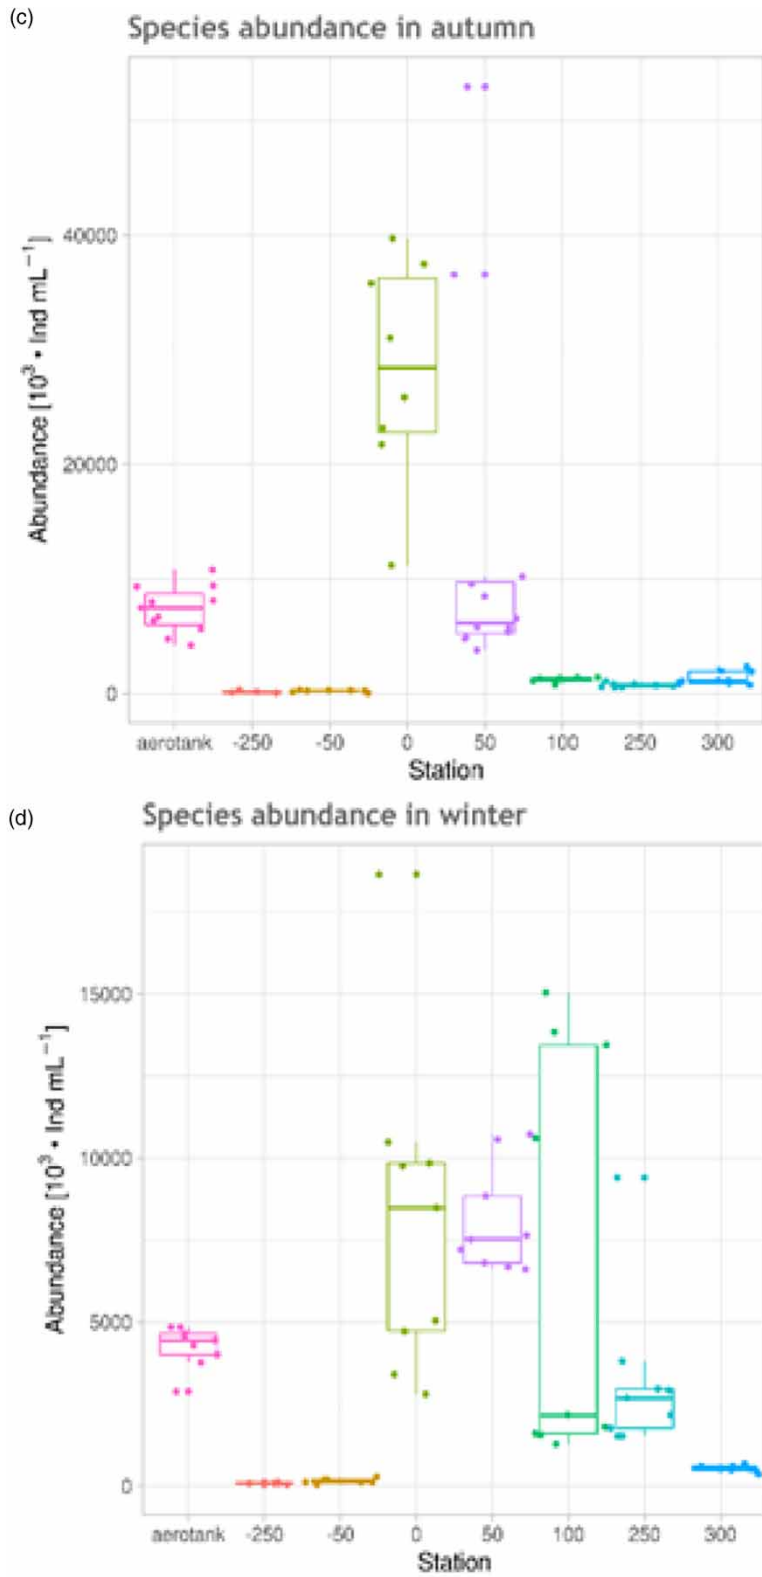 (c)
Species abundance in autumn
Abundance [10³ • Ind mL⁻¹]
40000
20000
0
aerotank -250 -50 0 50 100 250 300
Station
(d)
Species abundance in winter
Abundance [10³ • Ind mL⁻¹]
15000
10000
5000
0
aerotank -250 -50 0 50 100 250 300
Station